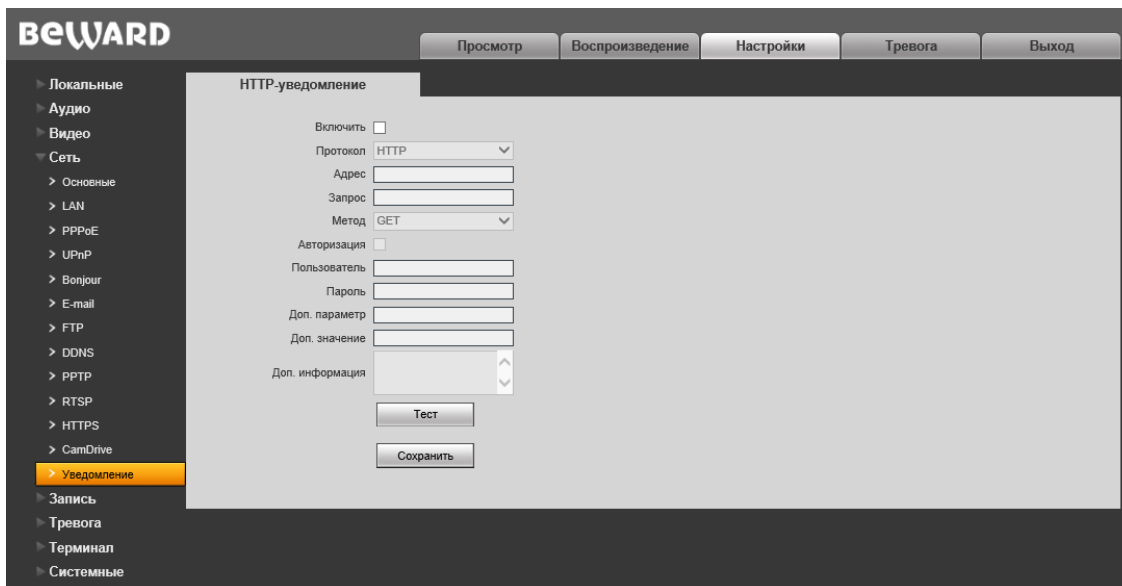 BEWARD
Просмотр
Воспроизведение
Настройки
Тревога
Выход
Локальные
Аудио
Видео
Сеть
Основные
LAN
PPPoE
UPnP
Bonjour
E-mail
FTP
DDNS
PPTP
RTSP
HTTPS
CamDrive
Уведомление
Запись
Тревога
Терминал
Системные
HTTP-уведомление
Включить
Протокол HTTP
Адрес
Запрос
Метод GET
Авторизация
Пользователь
Пароль
Доп. параметр
Доп. значение
Доп. информация
Тест
Сохранить